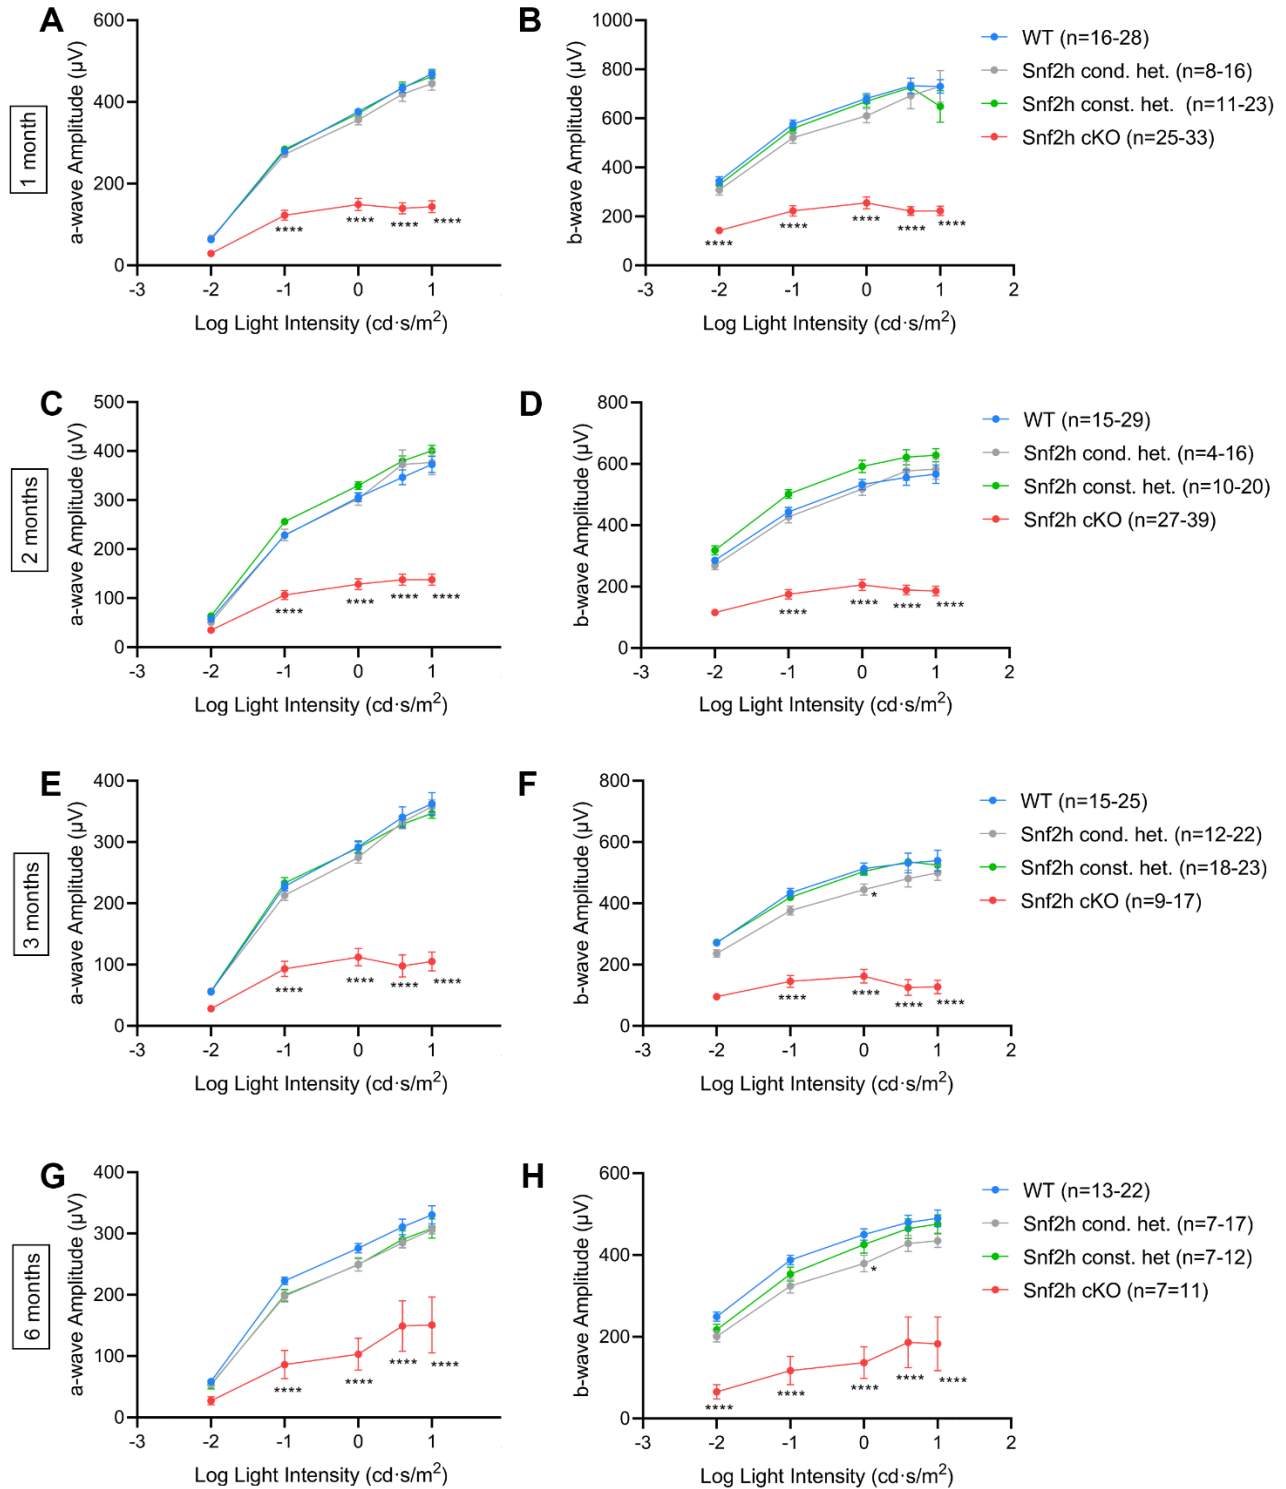 A
B
1 month
a-wave Amplitude (µV)
600
400
200
0
-3 -2 -1 0 1
Log Light Intensity (cd·s/m²)
**** **** **** ****
b-wave Amplitude (µV)
1000
800
600
400
200
0
-3 -2 -1 0 1 2
Log Light Intensity (cd·s/m²)
**** **** **** **** ****
WT (n=16-28)
Snf2h cond. het. (n=8-16)
Snf2h const. het. (n=11-23)
Snf2h cKO (n=25-33)
C
D
2 months
a-wave Amplitude (µV)
500
400
300
200
100
0
-3 -2 -1 0 1
Log Light Intensity (cd·s/m²)
**** **** **** ****
b-wave Amplitude (µV)
800
600
400
200
0
-3 -2 -1 0 1 2
Log Light Intensity (cd·s/m²)
**** **** **** ****
WT (n=15-29)
Snf2h cond. het. (n=4-16)
Snf2h const. het. (n=10-20)
Snf2h cKO (n=27-39)
E
F
3 months
a-wave Amplitude (µV)
400
300
200
100
0
-3 -2 -1 0 1
Log Light Intensity (cd·s/m²)
**** **** **** ****
b-wave Amplitude (µV)
800
600
400
200
0
-3 -2 -1 0 1 2
Log Light Intensity (cd·s/m²)
*
**** **** **** ****
WT (n=15-25)
Snf2h cond. het. (n=12-22)
Snf2h const. het. (n=18-23)
Snf2h cKO (n=9-17)
G
H
6 months
a-wave Amplitude (µV)
400
300
200
100
0
-3 -2 -1 0 1
Log Light Intensity (cd·s/m²)
**** **** **** ****
b-wave Amplitude (µV)
600
400
200
0
-3 -2 -1 0 1 2
Log Light Intensity (cd·s/m²)
*
**** **** **** **** ****
WT (n=13-22)
Snf2h cond. het. (n=7-17)
Snf2h const. het (n=7-12)
Snf2h cKO (n=7=11)